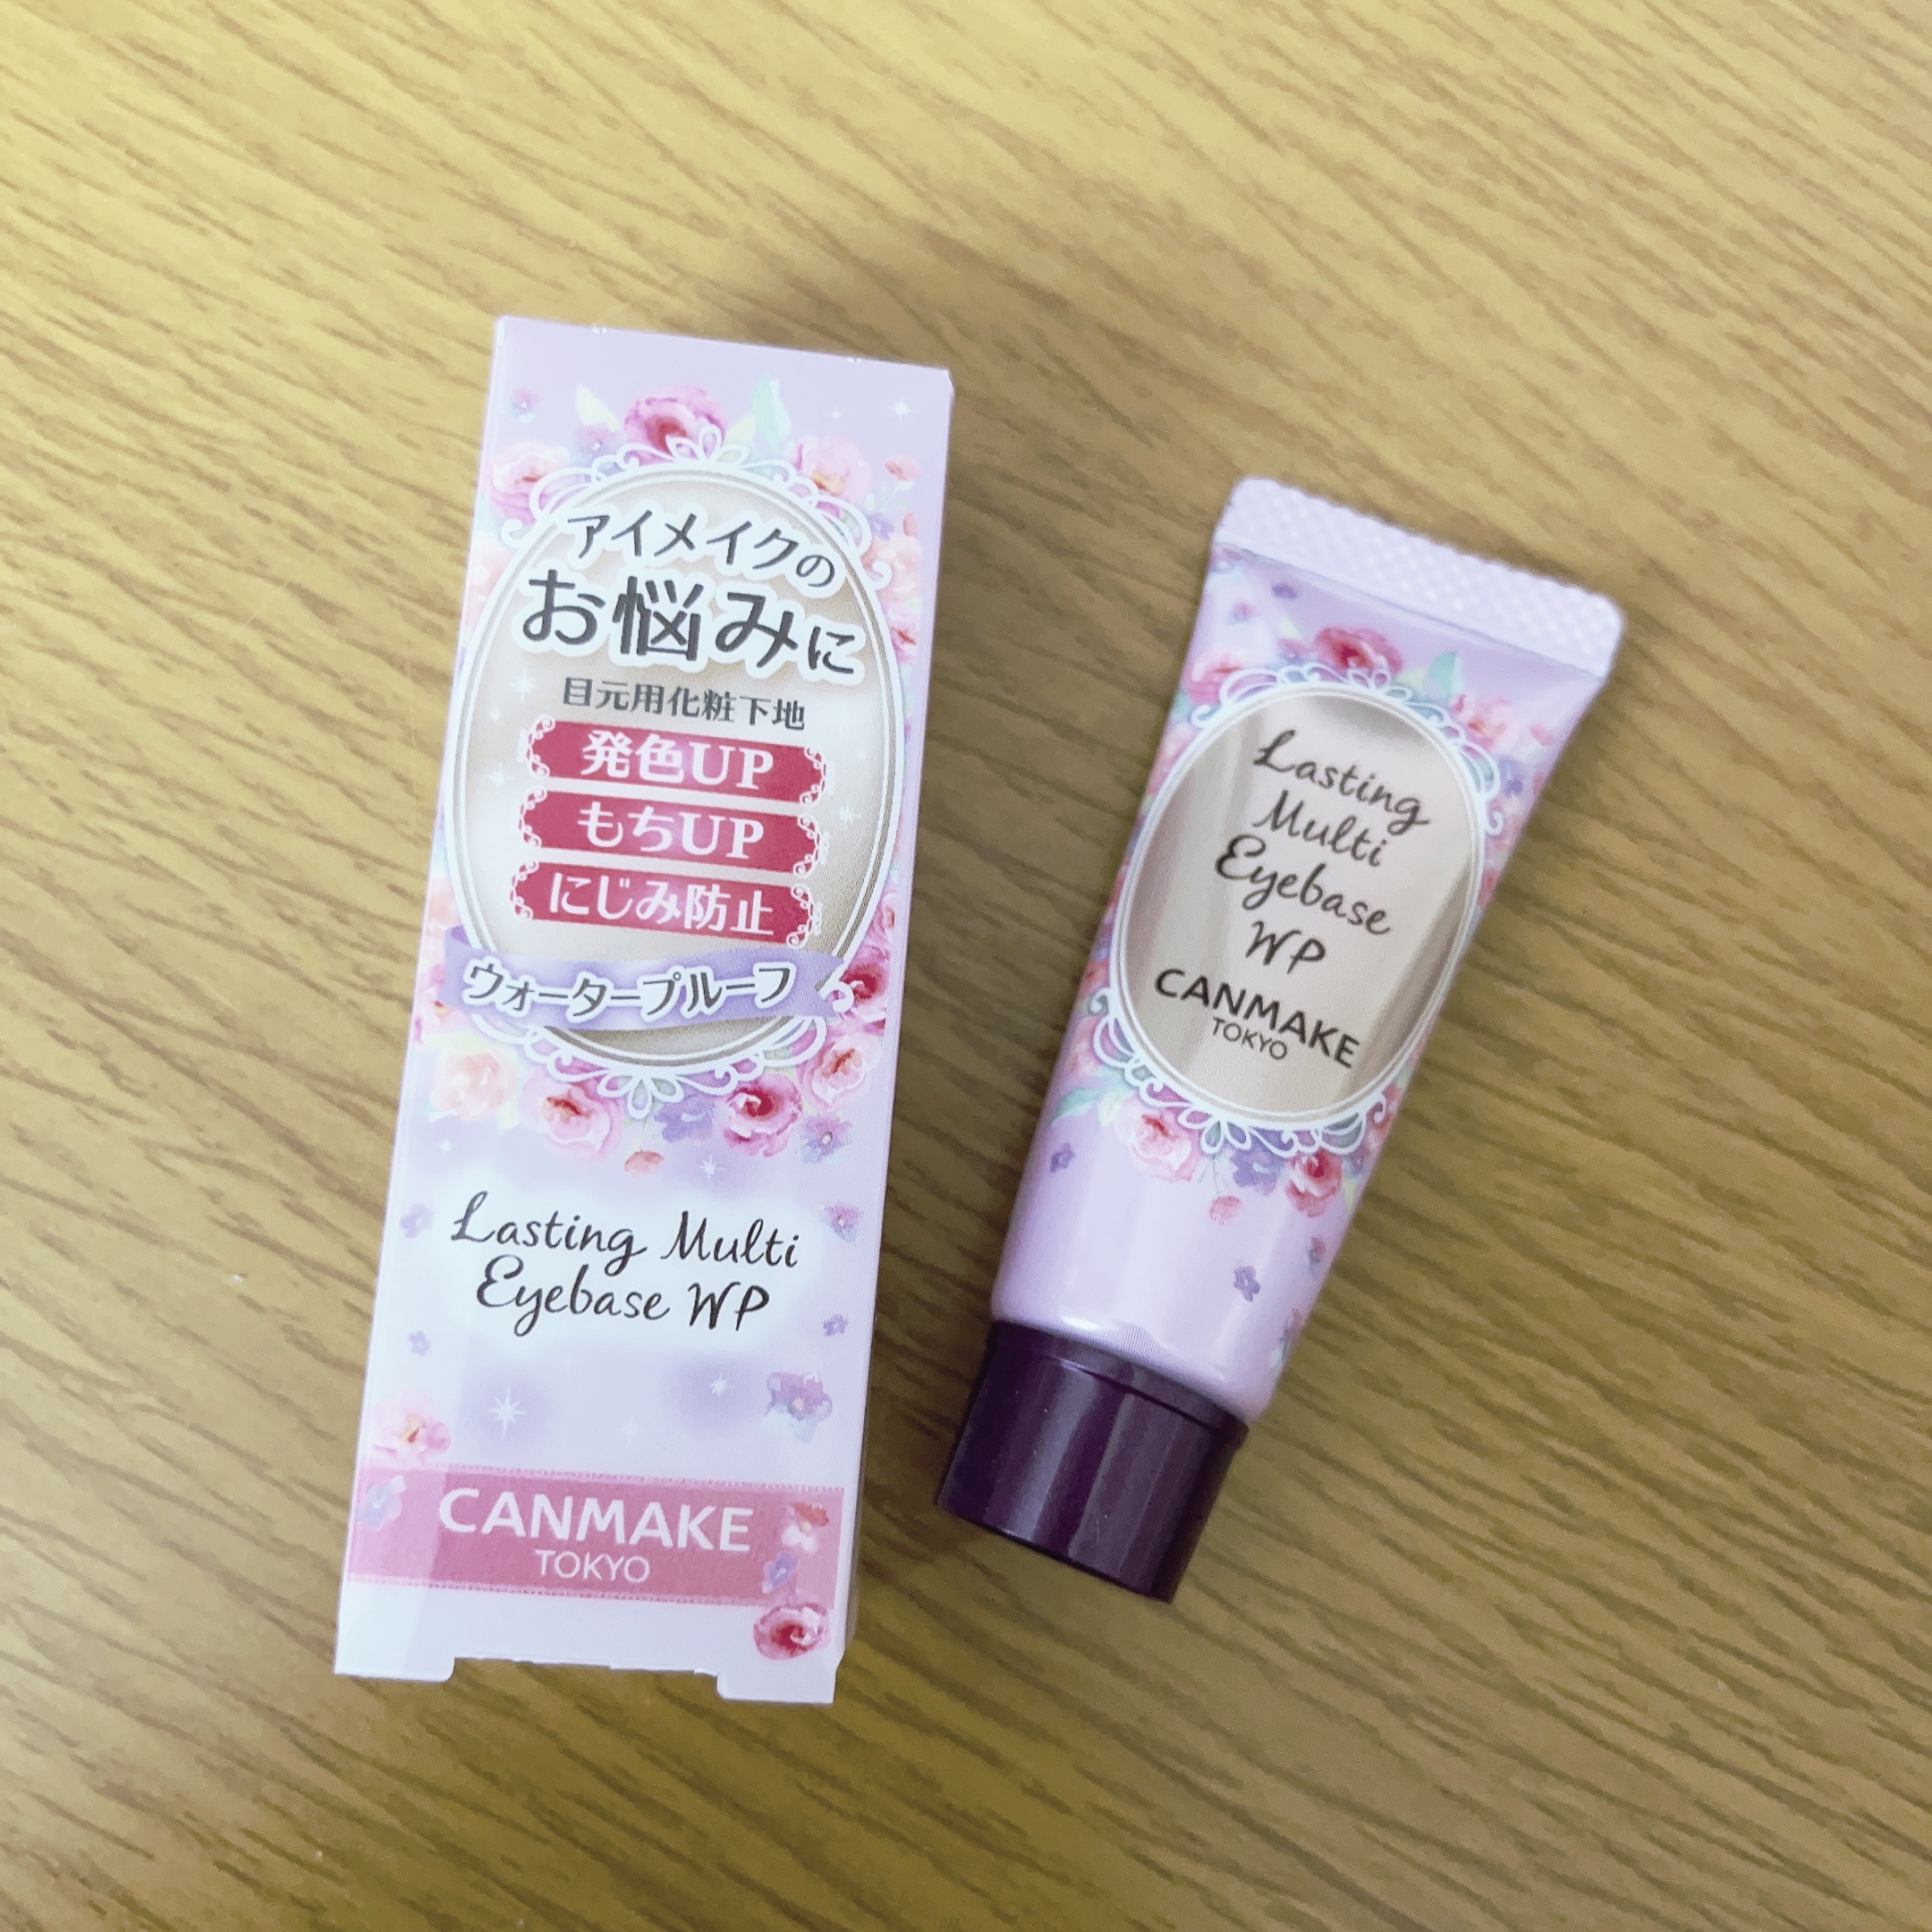 アイメイクの
お悩みに
目元用化粧下地
発色UP
もちUP
にじみ防止
ウォータープルーフ
Lasting Multi
Eyebase WP
CANMAKE
TOKYO
Lasting
Multi
Eyebase
WP
CANMAKE
TOKYO